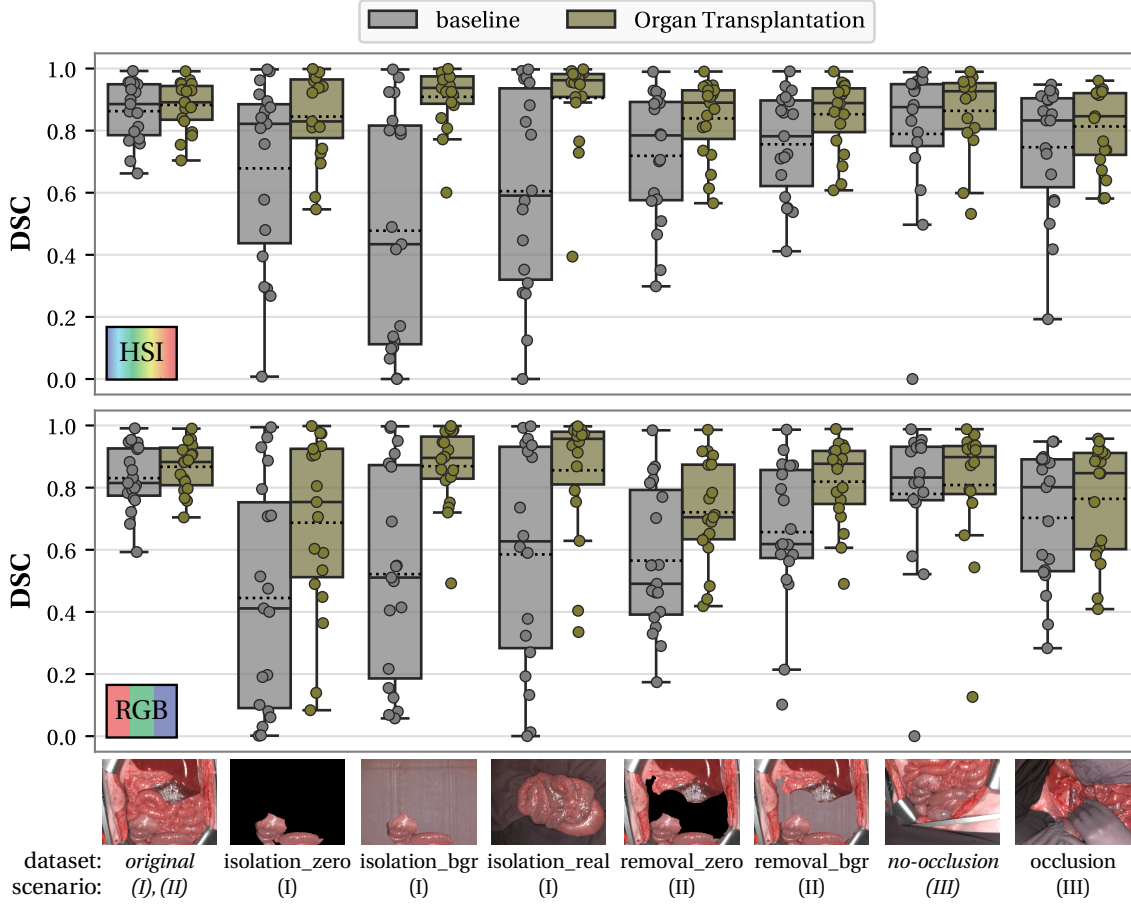 baseline Organ Transplantation
DSC
1.0
0.8
0.6
0.4
0.2
0.0
HSI
DSC
1.0
0.8
0.6
0.4
0.2
0.0
RGB
dataset: original isolation_zero isolation_bgr isolation_real removal_zero removal_bgr no-occlusion occlusion
scenario: (I), (II) (I) (I) (I) (II) (II) (III) (III)